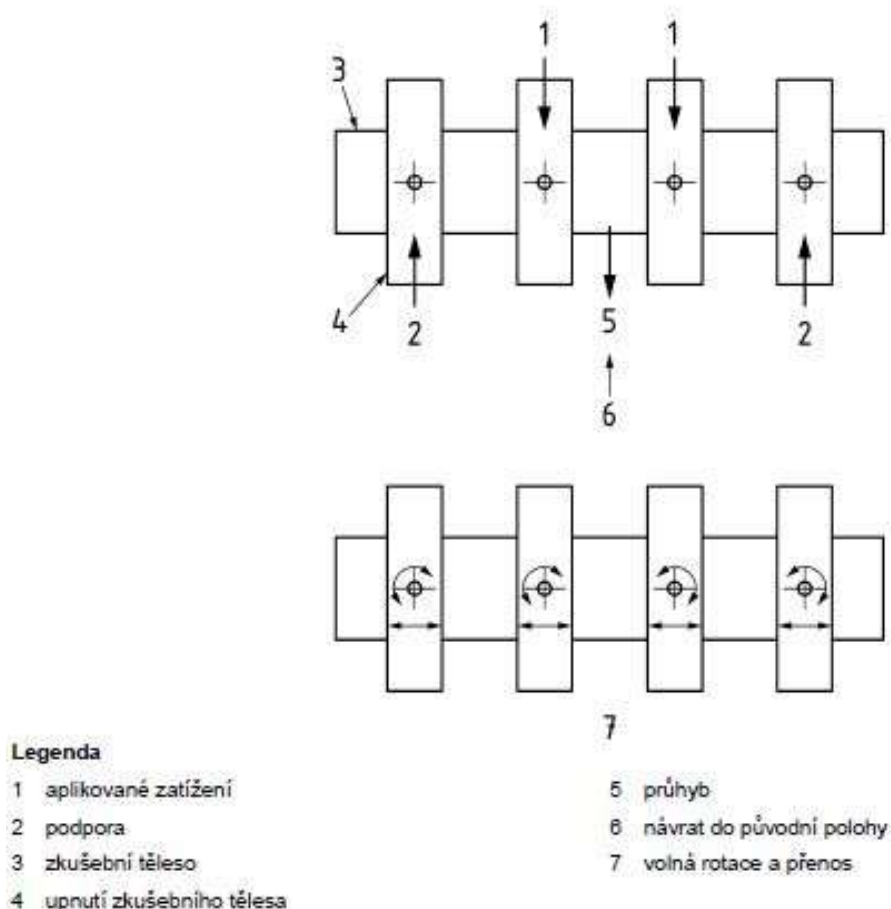 1 1
3
4 2 5 2
6
7
Legenda
1 aplikované zatížení
2 podpora
3 zkušební těleso
4 upnutí zkušebního tělesa
5 průhyb
6 návrat do původní polohy
7 volná rotace a přenos